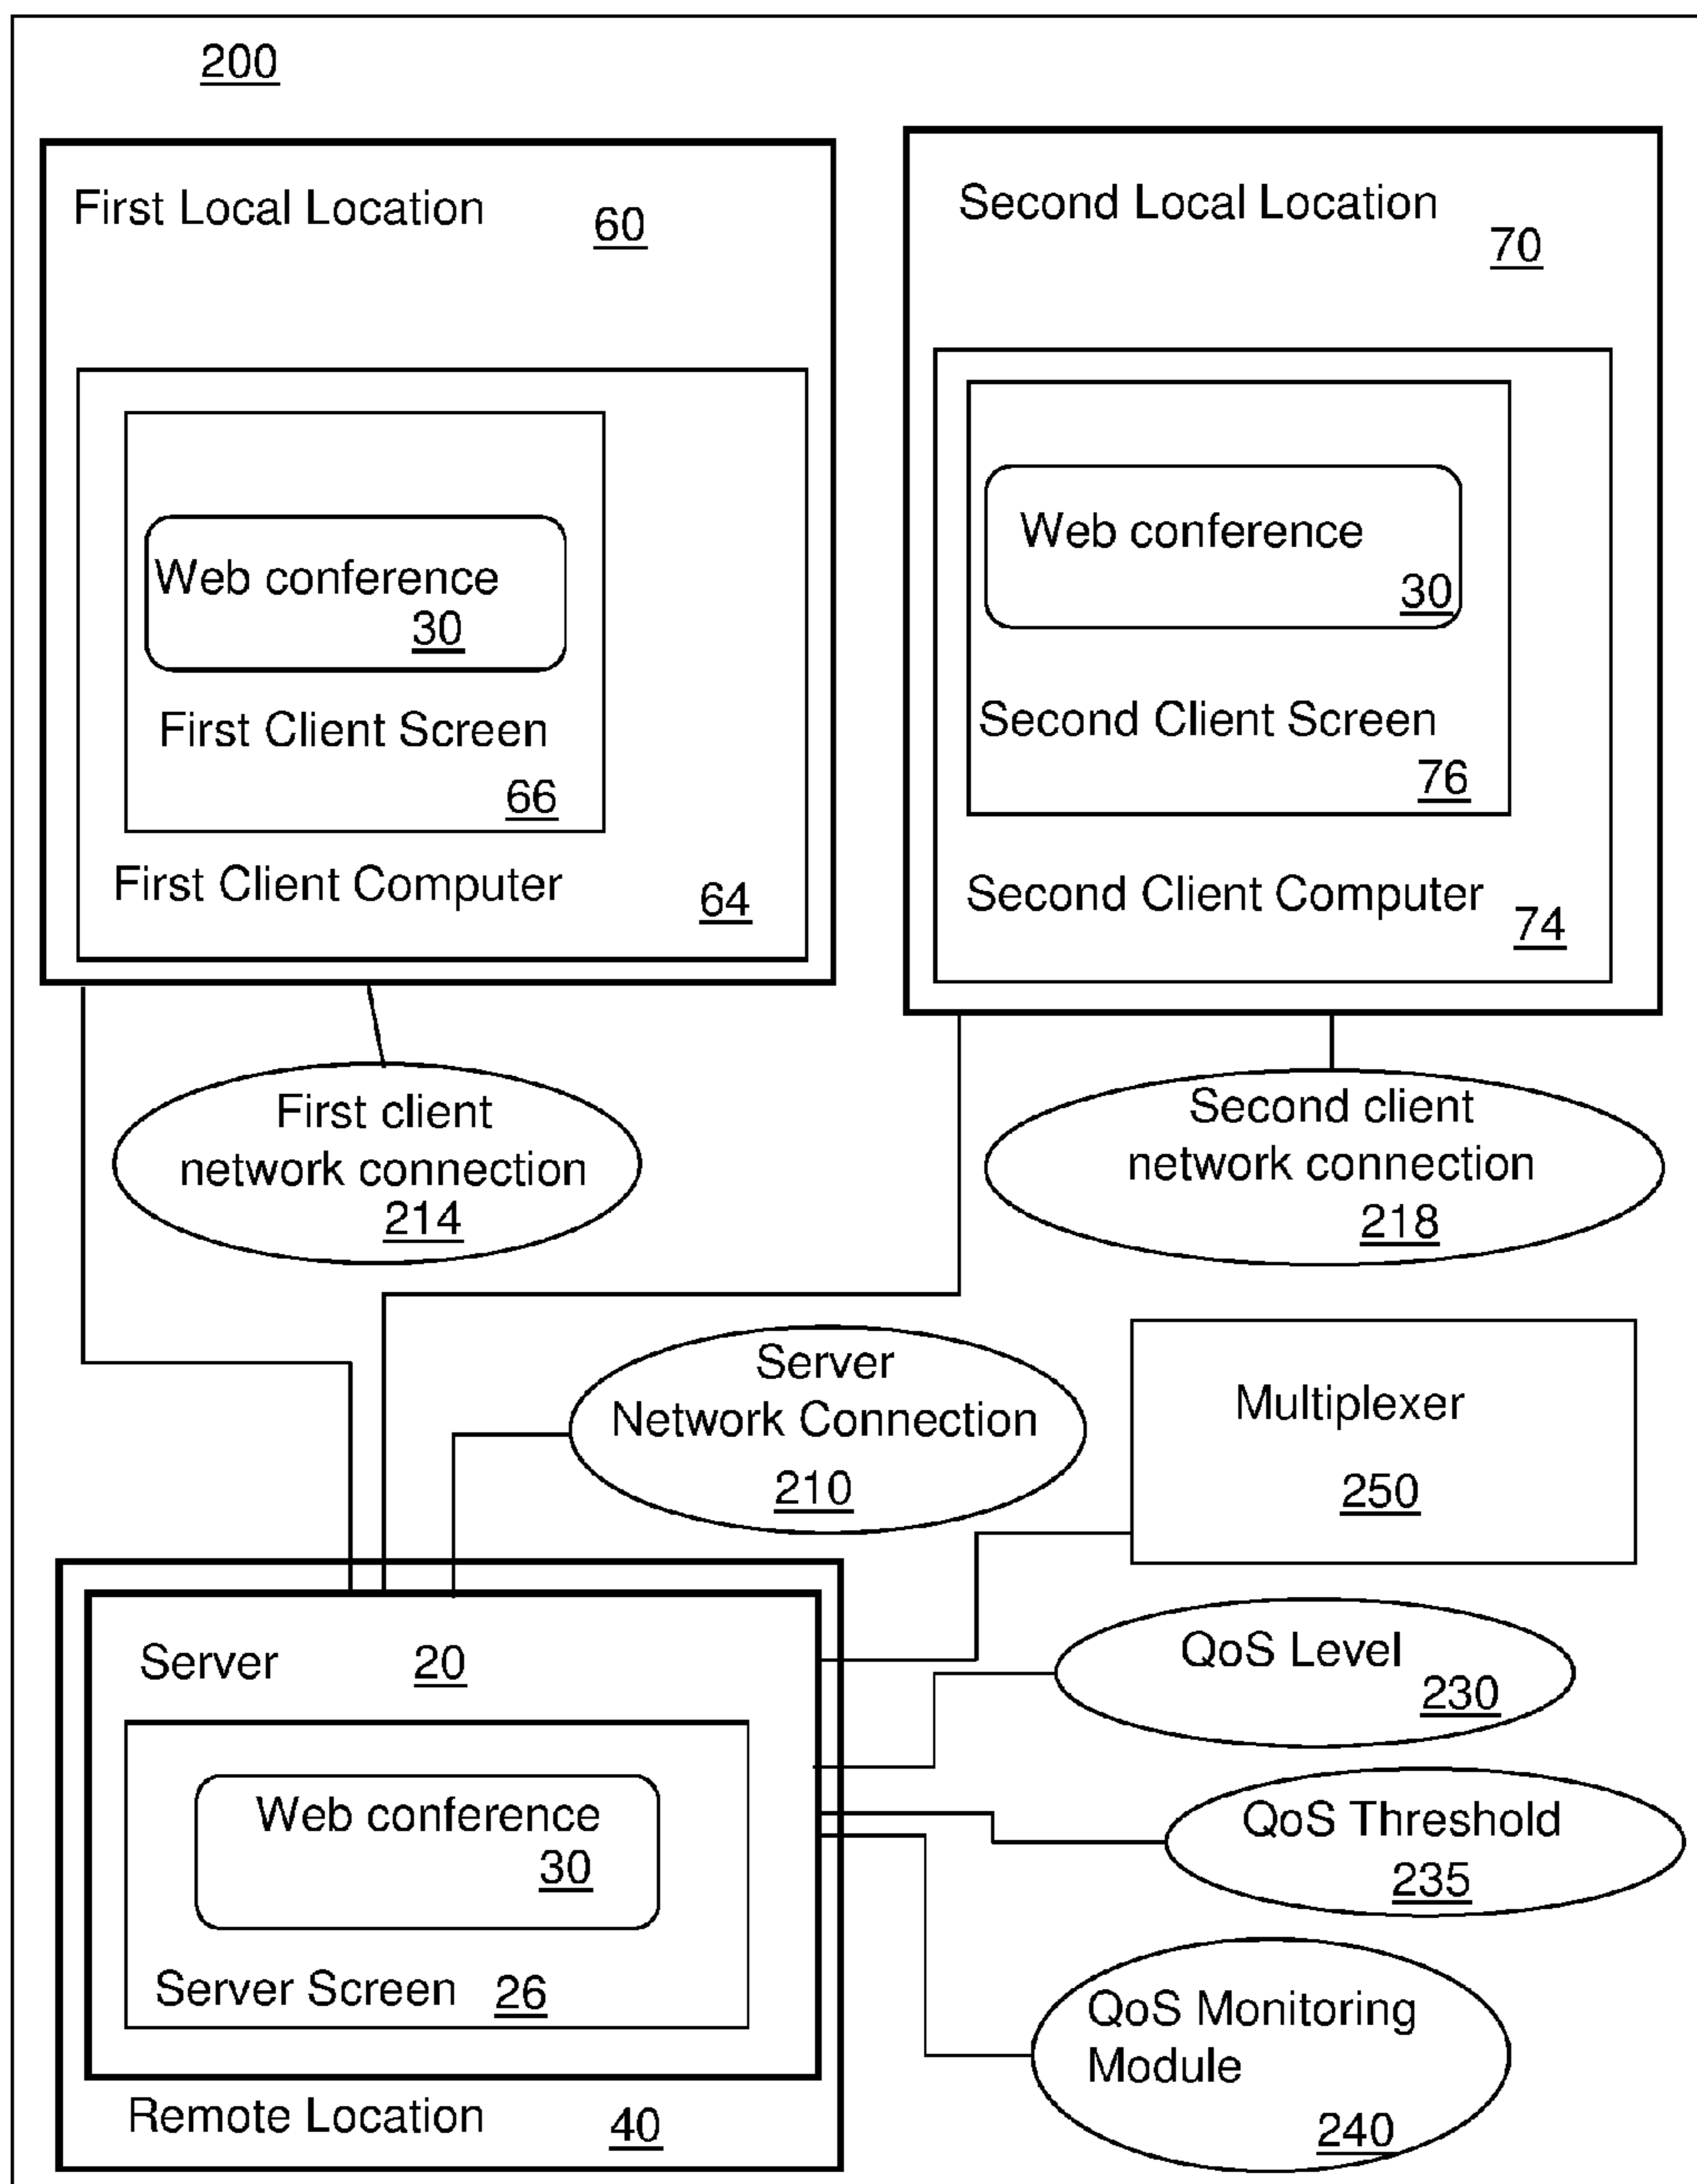 200
First Local Location
60
Web conference
30
First Client Screen
66
First Client Computer
64
Second Local Location
70
Web conference
30
Second Client Screen
76
Second Client Computer
74
First client
network connection
214
Second client
network connection
218
Server
Network Connection
210
Multiplexer
250
Server 20
Web conference
30
Server Screen 26
Remote Location 40
QoS Level
230
QoS Threshold
235
QoS Monitoring
Module
240